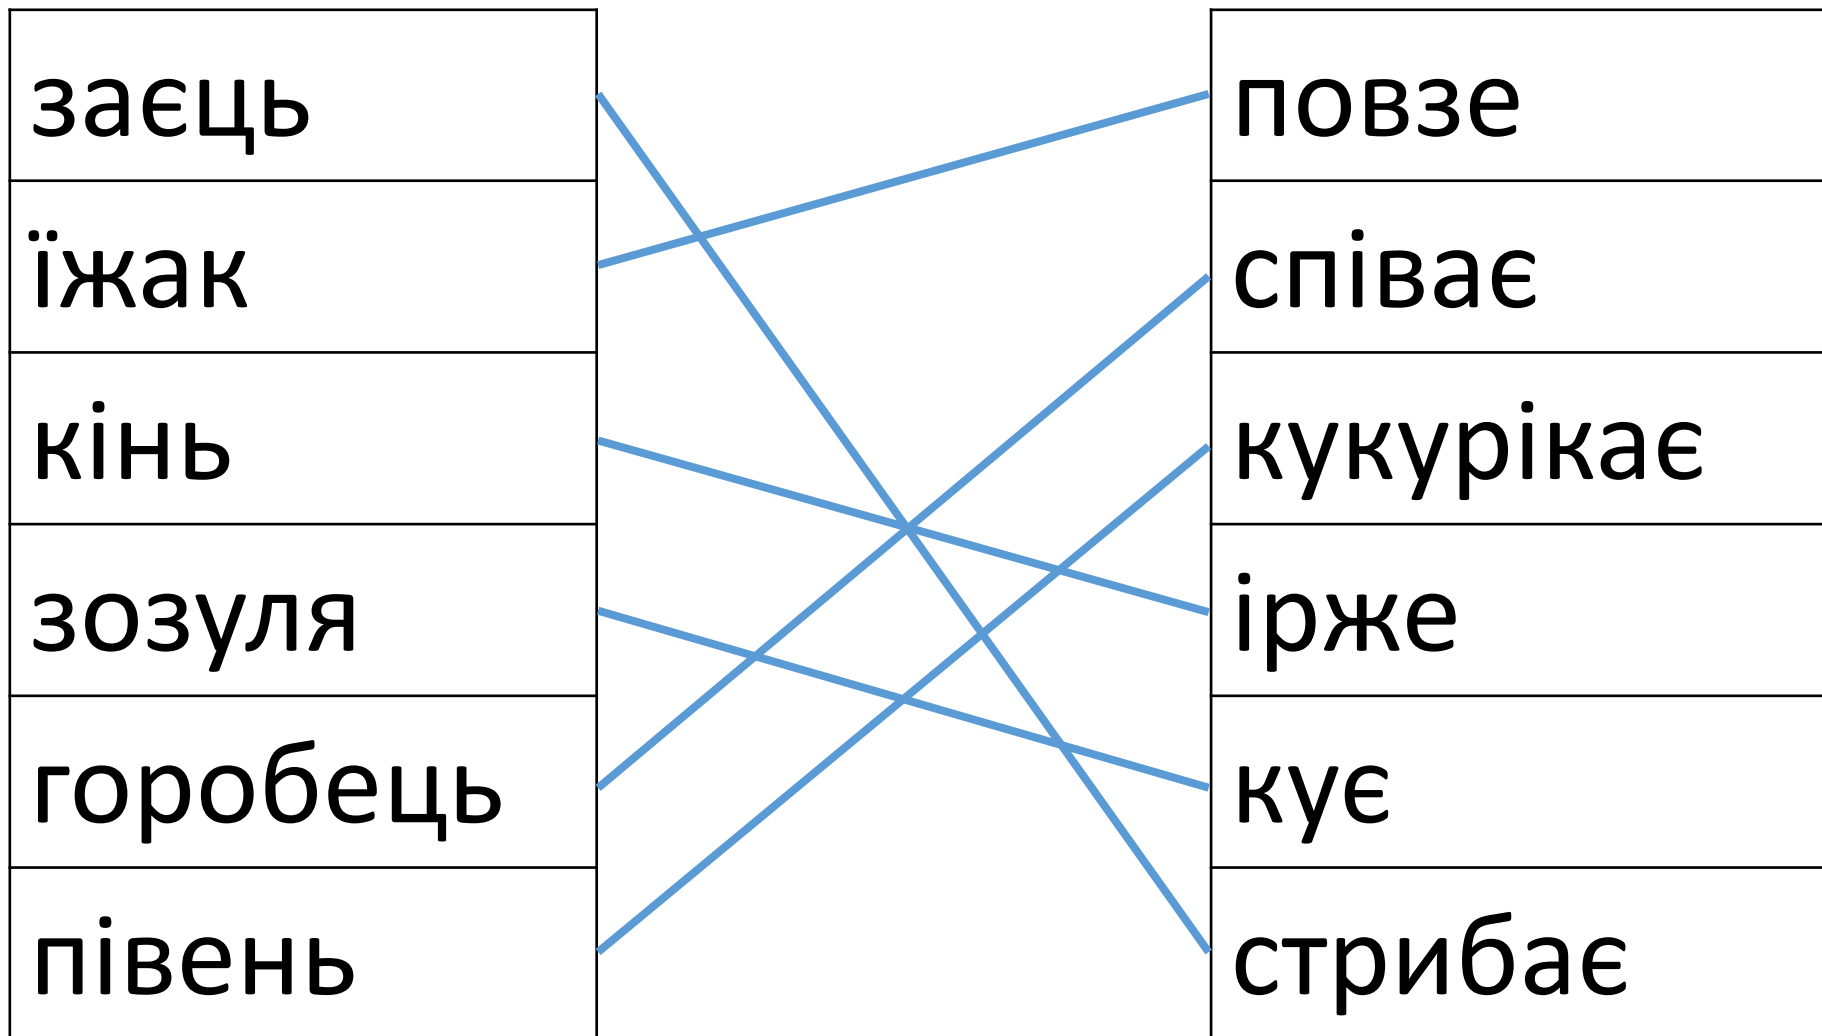 заєць
їжак
кінь
зозуля
горобець
півень
повзе
співає
кукурікає
ірже
кує
стрибає